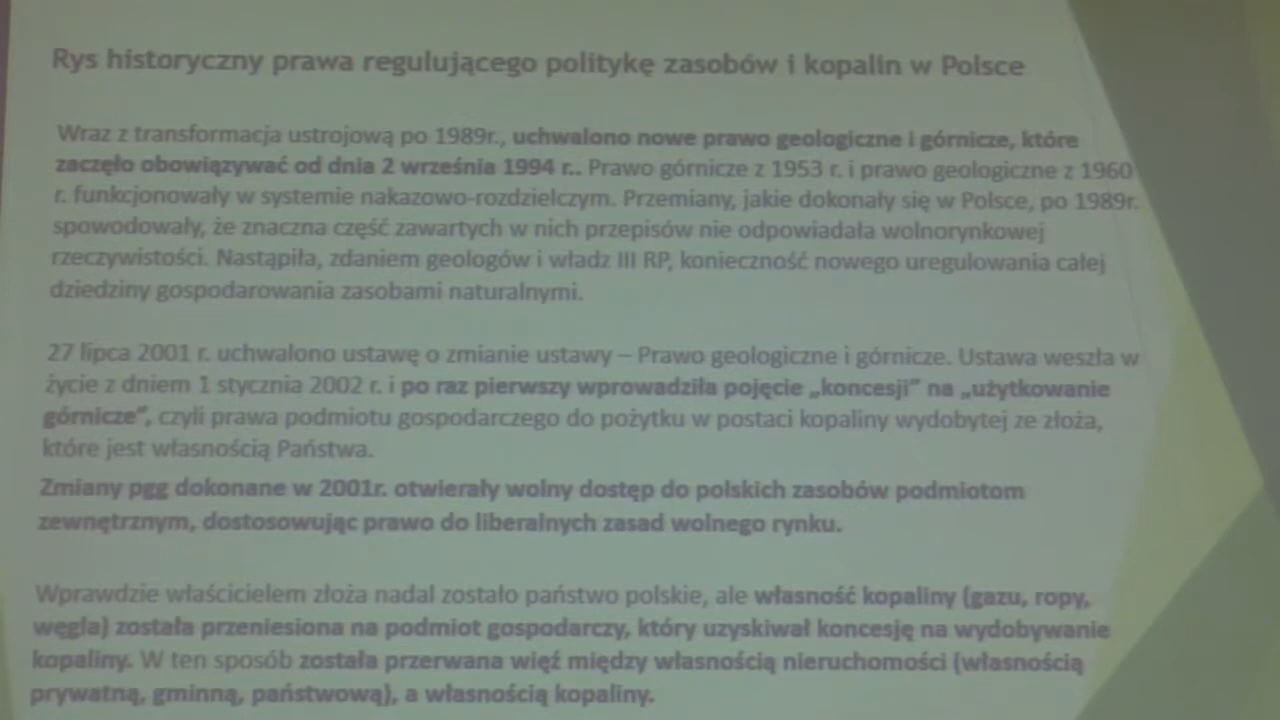 Rys historyczny prawa regulującego politykę zasobów i kopalin w Polsce
Wraz z transformacja ustrojową po 1989r., uchwalono nowe prawo geologiczne i górnicze, które
zaczęło obowiązywać od dnia 2 września 1994 r.. Prawo górnicze z 1953 r. i prawo geologiczne z 1960
r. funkcjonowały w systemie nakazowo-rozdzielczym. Przemiany, jakie dokonały się w Polsce, po 1989r.
spowodowały, że znaczna część zawartych w nich przepisów nie odpowiadała wolnorynkowej
rzeczywistości. Nastąpiła, zdaniem geologów i władz III RP, konieczność nowego uregulowania całej
dziedziny gospodarowania zasobami naturalnymi.
27 lipca 2001 r. uchwalono ustawę o zmianie ustawy – Prawo geologiczne i górnicze. Ustawa weszła w
życie z dniem 1 stycznia 2002 r. i po raz pierwszy wprowadziła pojęcie „koncesji” na „użytkowanie
górnicze”, czyli prawa podmiotu gospodarczego do pożytku w postaci kopaliny wydobytej ze złoża,
które jest własnością Państwa.
Zmiany pgg dokonane w 2001r. otwierały wolny dostęp do polskich zasobów podmiotom
zewnętrznym, dostosowując prawo do liberalnych zasad wolnego rynku.
Wprawdzie właścicielem złoża nadal zostało państwo polskie, ale własność kopaliny (gazu, ropy,
węgla) została przeniesiona na podmiot gospodarczy, który uzyskiwał koncesję na wydobywanie
kopaliny. W ten sposób została przerwana więź między własnością nieruchomości (własnością
prywatną, gminną, państwową), a własnością kopaliny.